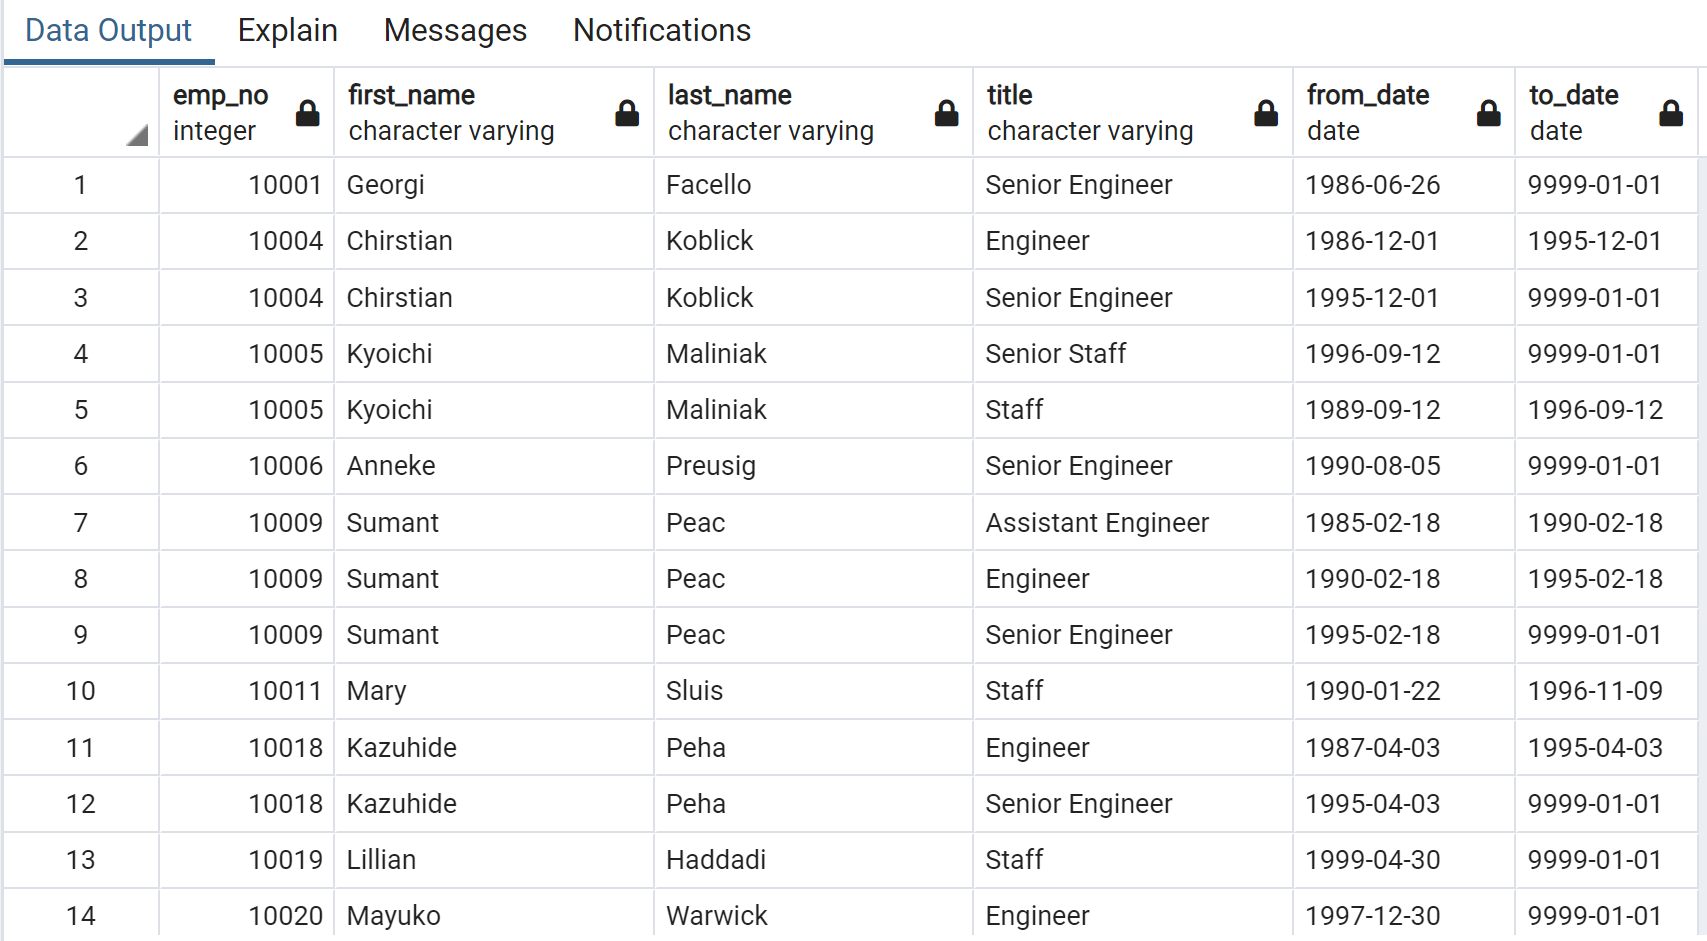 Data Output Explain Messages Notifications
emp_no first_name last_name title from_date to_date
integer character varying character varying character varying date date
1 10001 Georgi Facello Senior Engineer 1986-06-26 9999-01-01
2 10004 Chirstian Koblick Engineer 1986-12-01 1995-12-01
3 10004 Chirstian Koblick Senior Engineer 1995-12-01 9999-01-01
4 10005 Kyoichi Maliniak Senior Staff 1996-09-12 9999-01-01
5 10005 Kyoichi Maliniak Staff 1989-09-12 1996-09-12
6 10006 Anneke Preusig Senior Engineer 1990-08-05 9999-01-01
7 10009 Sumant Peac Assistant Engineer 1985-02-18 1990-02-18
8 10009 Sumant Peac Engineer 1990-02-18 1995-02-18
9 10009 Sumant Peac Senior Engineer 1995-02-18 9999-01-01
10 10011 Mary Sluis Staff 1990-01-22 1996-11-09
11 10018 Kazuhide Peha Engineer 1987-04-03 1995-04-03
12 10018 Kazuhide Peha Senior Engineer 1995-04-03 9999-01-01
13 10019 Lillian Haddadi Staff 1999-04-30 9999-01-01
14 10020 Mayuko Warwick Engineer 1997-12-30 9999-01-01